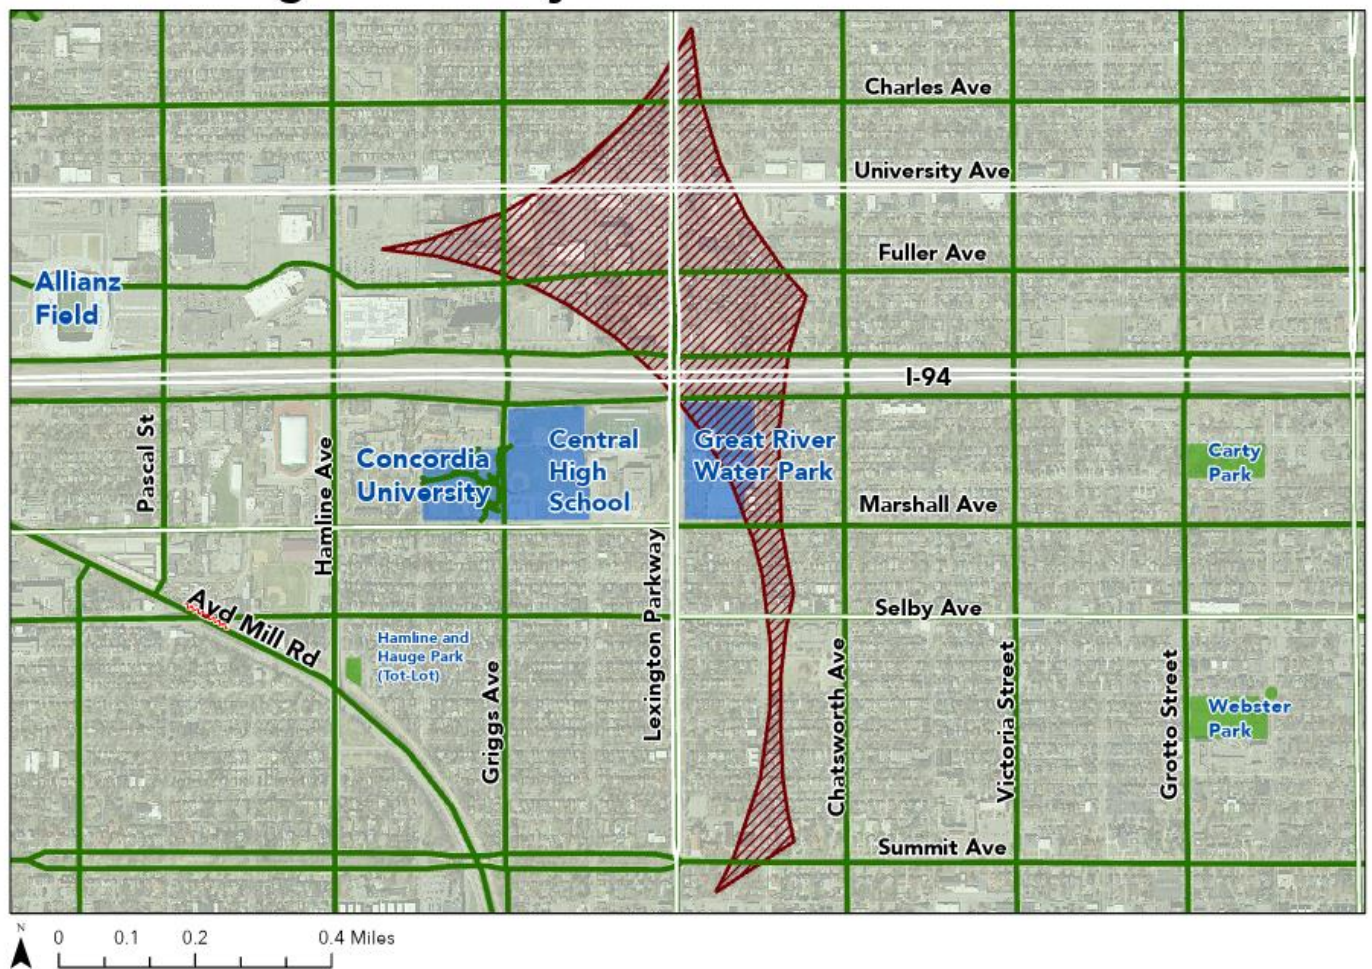 Charles Ave
University Ave
Fuller Ave
Allianz
Field
I-94
Pascal St
Hamline Ave
Concordia
University
Central
High
School
Great River
Water Park
Carty
Park
Marshall Ave
Lexington Parkway
Selby Ave
Ayd Mill Rd
Hamline and
Hauge Park
(Tot-Lot)
Griggs Ave
Chatsworth Ave
Victoria Street
Grotto Street
Webster
Park
Summit Ave
N
0 0.1 0.2 0.4 Miles